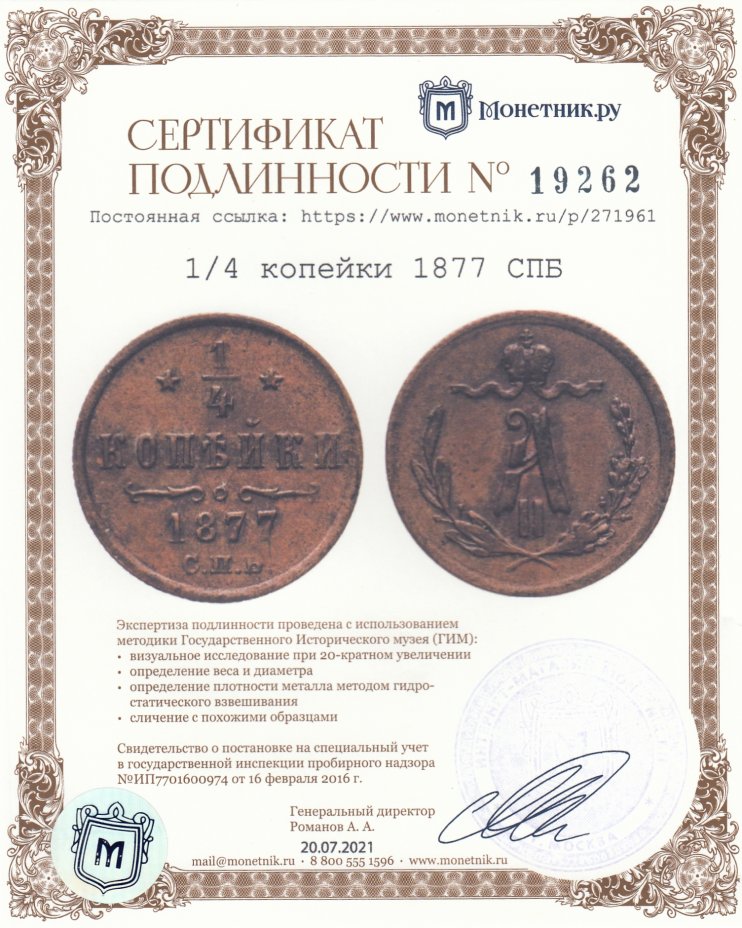 М Монетник.ру
СЕРТИФИКАТ
ПОДЛИННОСТИ № 19262
Постоянная ссылка: https://www.monetnik.ru/p/271961
1/4 копейки 1877 СПБ
1
4
КОПѢЙКИ
1877
С.П.Б.
А
II
Экспертиза подлинности проведена с использованием
методики Государственного Исторического музея (ГИМ):
• визуальное исследование при 20-кратном увеличении
• определение веса и диаметра
• определение плотности металла методом гидро-
статического взвешивания
• сличение с похожими образцами
Свидетельство о постановке на специальный учет
в государственной инспекции пробирного надзора
№ИП7701600974 от 16 февраля 2016 г.
Генеральный директор
Романов А. А.
20.07.2021
mail@monetnik.ru · 8 800 555 1596 · www.monetnik.ru
М
МОСКВА